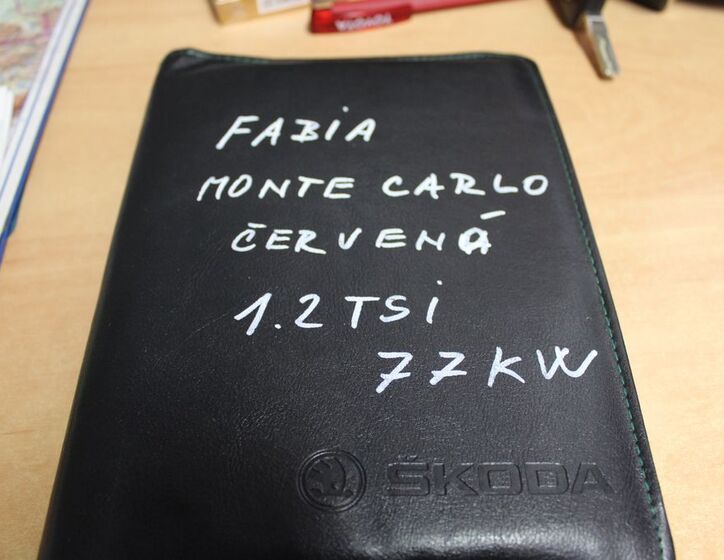 FABIA
MONTE CARLO
ČERVENÁ
1.2 TSI
77 KW
ŠKODA